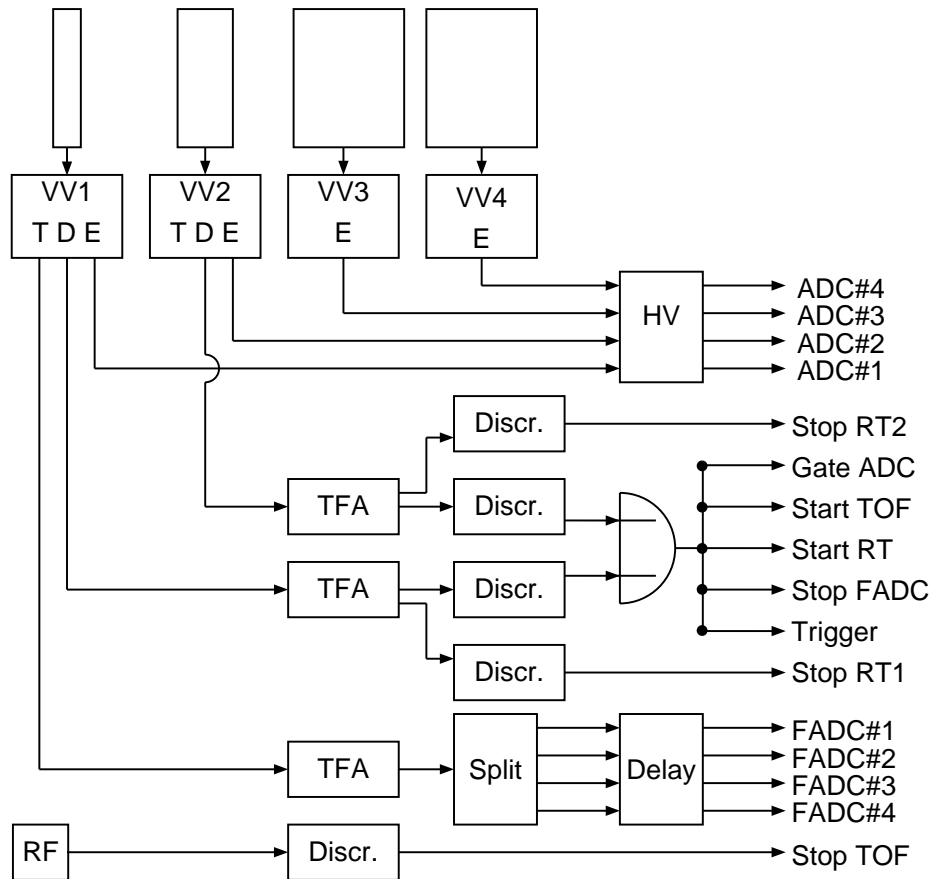 VV1
T D E
VV2
T D E
VV3
E
VV4
E
HV
ADC#4
ADC#3
ADC#2
ADC#1
Discr.
Stop RT2
Gate ADC
TFA
Discr.
Start TOF
Start RT
TFA
Discr.
Stop FADC
Trigger
Discr.
Stop RT1
TFA
Split
Delay
FADC#1
FADC#2
FADC#3
FADC#4
RF
Discr.
Stop TOF